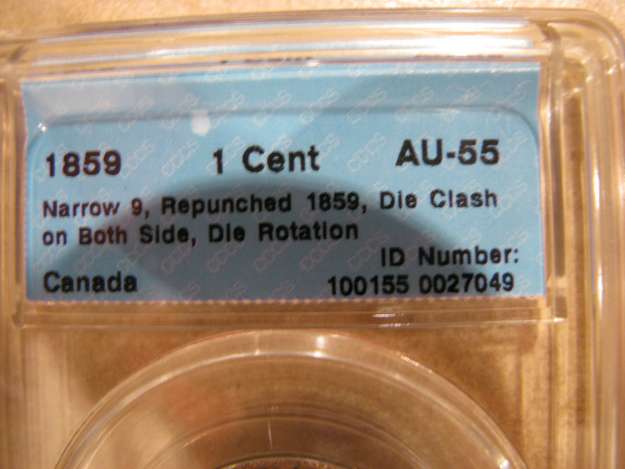 1859 1 Cent AU-55
Narrow 9, Repunched 1859, Die Clash
on Both Side, Die Rotation
ID Number:
Canada 100155 0027049